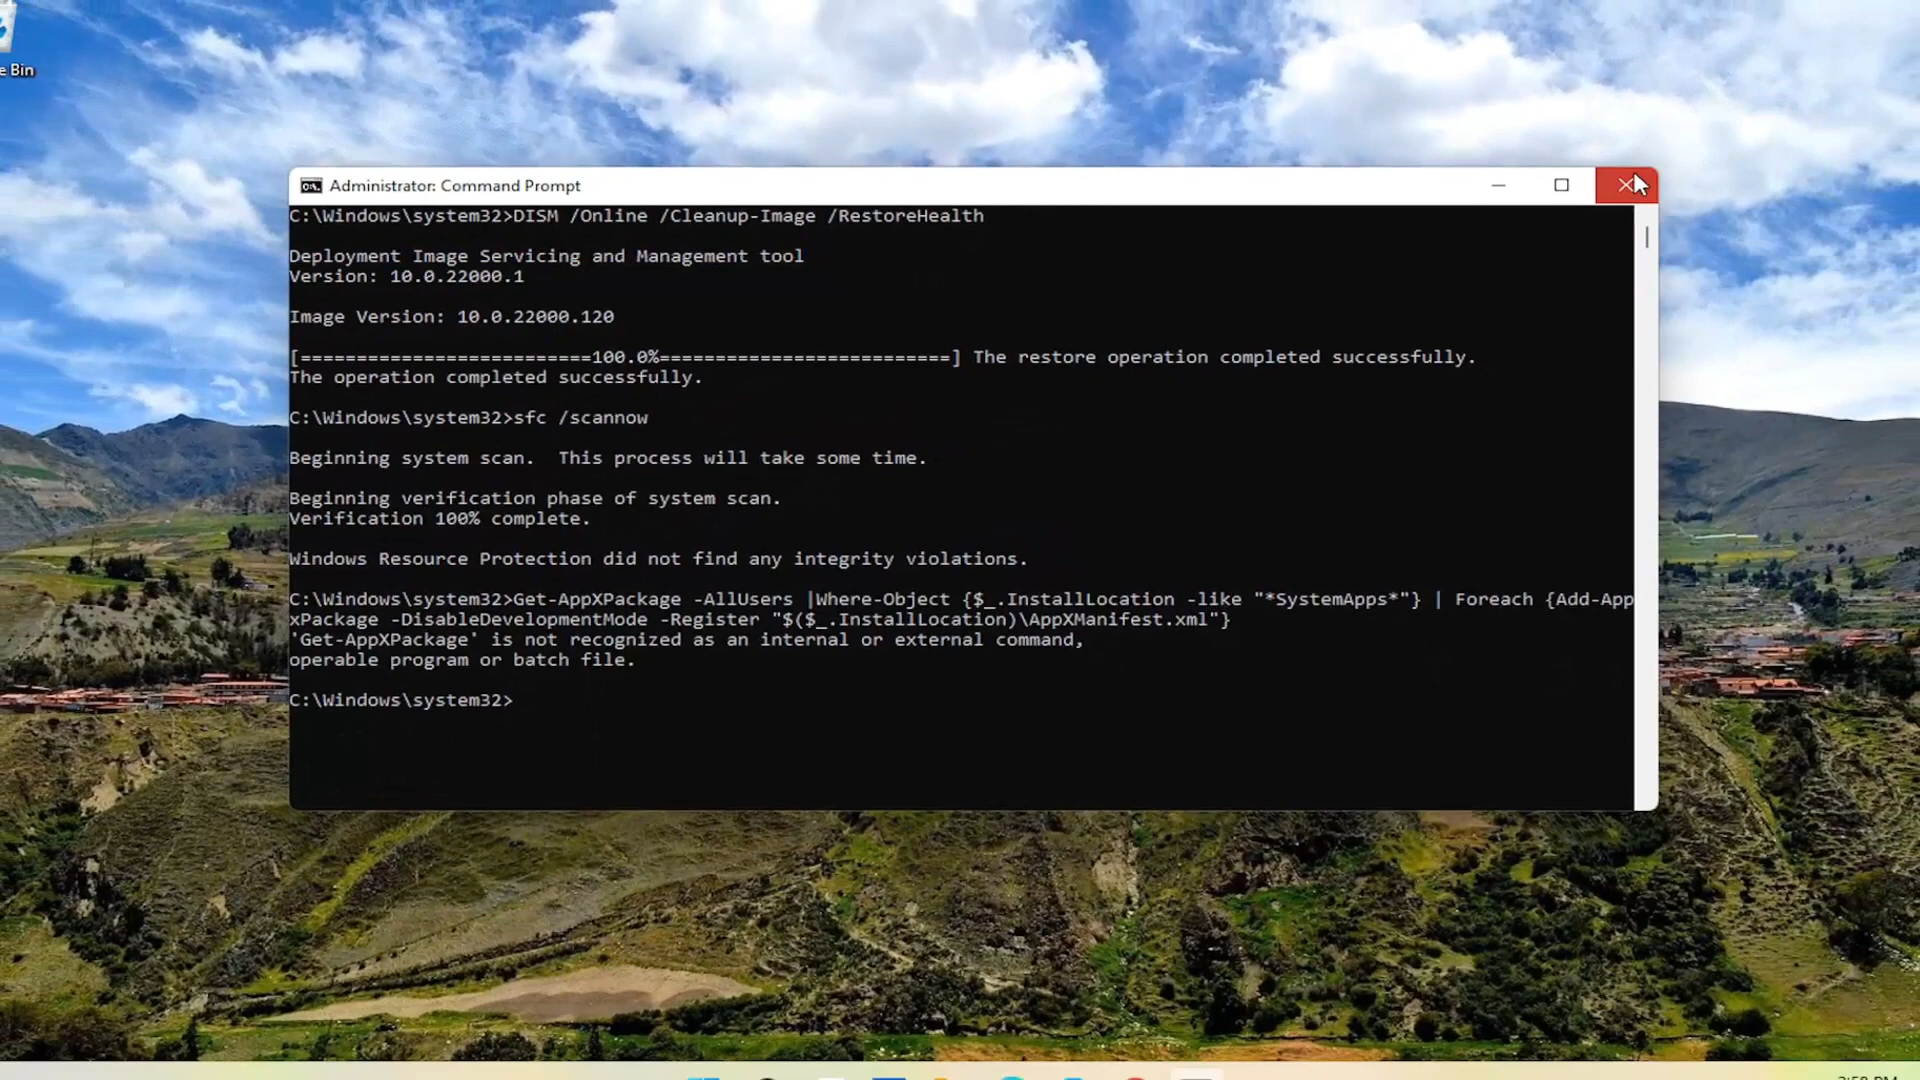 e Bin
Administrator: Command Prompt
C:\Windows\system32>DISM /Online /Cleanup-Image /RestoreHealth
Deployment Image Servicing and Management tool
Version: 10.0.22000.1
Image Version: 10.0.22000.120
[==========================100.0%==========================] The restore operation completed successfully.
The operation completed successfully.
C:\Windows\system32>sfc /scannow
Beginning system scan.  This process will take some time.
Beginning verification phase of system scan.
Verification 100% complete.
Windows Resource Protection did not find any integrity violations.
C:\Windows\system32>Get-AppXPackage -AllUsers |Where-Object {$_.InstallLocation -like "*SystemApps*"} | Foreach {Add-App
xPackage -DisableDevelopmentMode -Register "$($_.InstallLocation)\AppXManifest.xml"}
'Get-AppXPackage' is not recognized as an internal or external command,
operable program or batch file.
C:\Windows\system32>